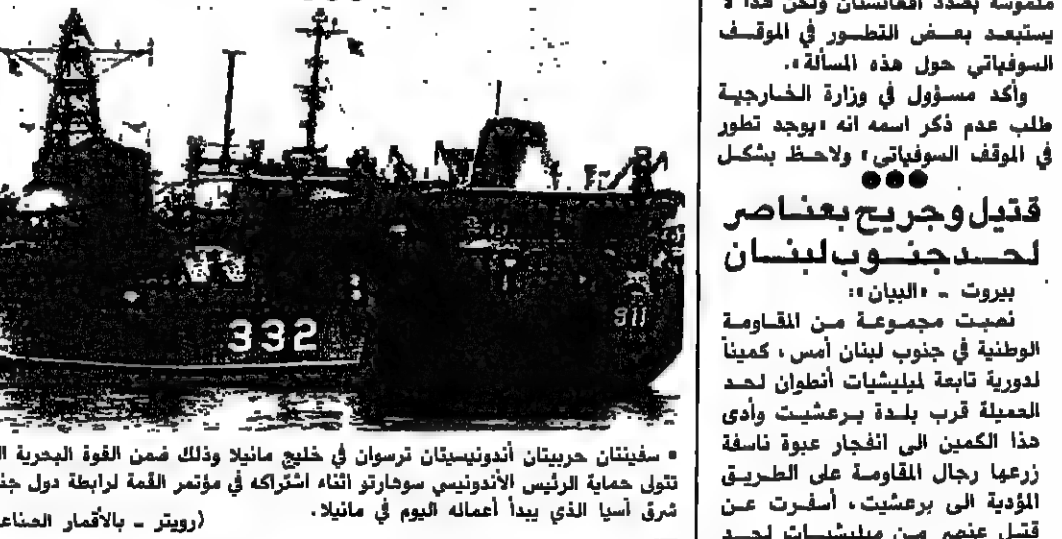 ملموسة بصدد افغانستان ولكن هذا لا
يستبعد بعض التطور في الموقف
السوفياتي حول هذه المسألة».
وأكد مسؤول في وزارة الخارجية
طلب عدم ذكر اسمه انه «يوجد تطور
في الموقف السوفياتي» ولاحظ بشكل
قتيل وجريح بعناصر
لحد جنوب لبنان
بيروت - «البيان»:
نصبت مجموعة من المقاومة
الوطنية في جنوب لبنان أمس، كميناً
لدورية تابعة لميليشيات أنطوان لحد
العميلة قرب بلدة برعشيت وأدى
هذا الكمين الى انفجار عبوة ناسفة
زرعها رجال المقاومة على الطريق
المؤدية الى برعشيت، أسفرت عن
قتيل عنصر من ميليشيات لحد
332
911
سفينتان حربيتان أندونيسيتان ترسوان في خليج مانيلا وذلك ضمن القوة البحرية
تتولى حماية الرئيس الأندونيسي سوهارتو اثناء اشتراكه في مؤتمر القمة لرابطة دول
شرق آسيا الذي يبدأ أعماله اليوم في مانيلا.
(رويتر - بالأقمار